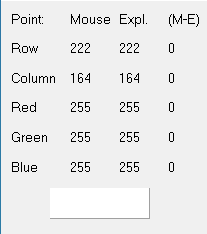 Point: Mouse Expl. (M-E)
Row 222 222 0
Column 164 164 0
Red 255 255 0
Green 255 255 0
Blue 255 255 0